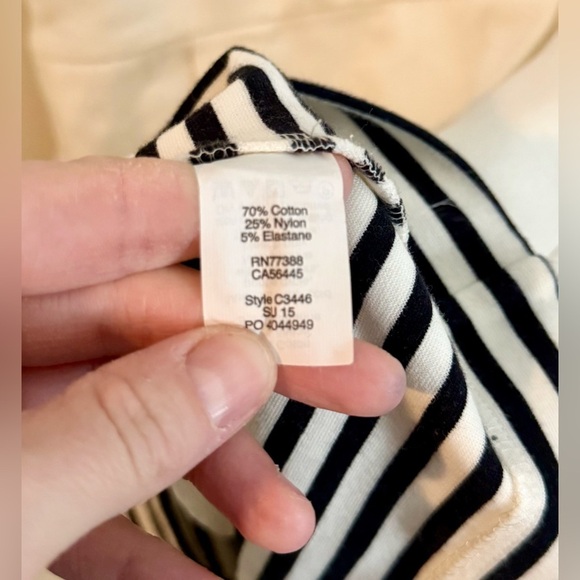 70% Cotton
25% Nylon
5% Elastane
RN77388
CA56445
Style C3446
SU 15
PO 4044949